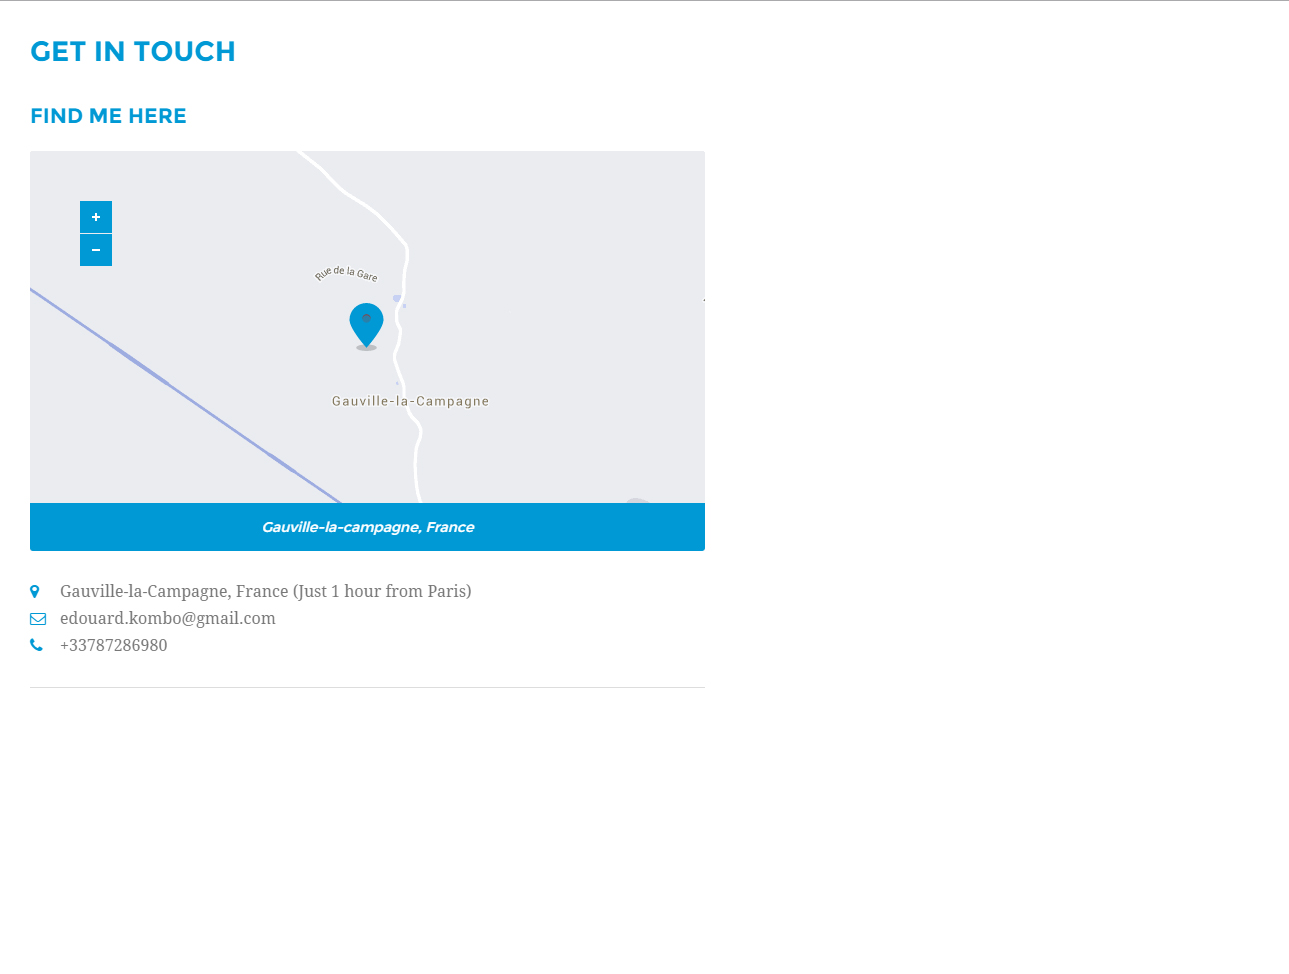 GET IN TOUCH
FIND ME HERE
+
−
Rue de la Gare
Gauville-la-Campagne
Gauville-la-campagne, France
Gauville-la-Campagne, France (Just 1 hour from Paris)
edouard.kombo@gmail.com
+33787286980